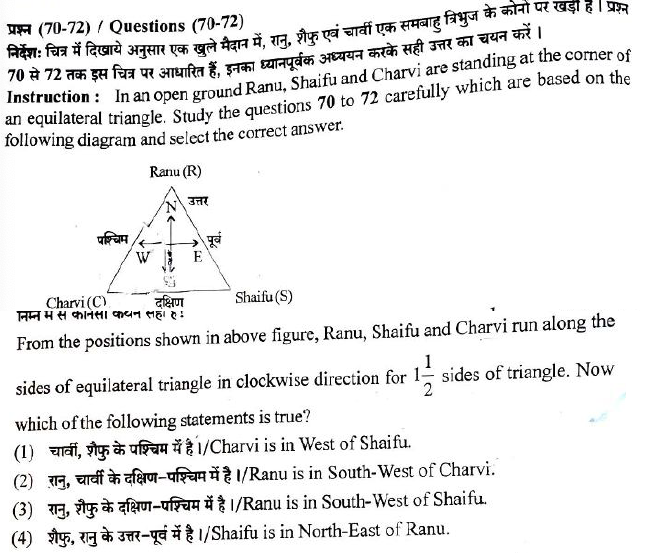 प्रश्न (70-72) / Questions (70-72)
निर्देश: चित्र में दिखाये अनुसार एक खुले मैदान में, रानु, शैफु एवं चार्वी एक समबाहु त्रिभुज के कोनो पर खड़ी है । प्रश्न
70 से 72 तक इस चित्र पर आधारित हैं, इनका ध्यानपूर्वक अध्ययन करके सही उत्तर का चयन करें ।
Instruction : In an open ground Ranu, Shaifu and Charvi are standing at the corner of
an equilateral triangle. Study the questions 70 to 72 carefully which are based on the
following diagram and select the correct answer.
Ranu (R)
N उत्तर
पश्चिम पूर्व
W E
S
Charvi (C) दक्षिण Shaifu (S)
निम्न में से कौनसा कथन सही है :
From the positions shown in above figure, Ranu, Shaifu and Charvi run along the
sides of equilateral triangle in clockwise direction for 1 1/2 sides of triangle. Now
which of the following statements is true?
(1) चार्वी, शैफु के पश्चिम में है ।/Charvi is in West of Shaifu.
(2) रानु, चार्वी के दक्षिण-पश्चिम में है ।/Ranu is in South-West of Charvi.
(3) रानु, शैफु के दक्षिण-पश्चिम में है ।/Ranu is in South-West of Shaifu.
(4) शैफु, रानु के उत्तर-पूर्व में है ।/Shaifu is in North-East of Ranu.